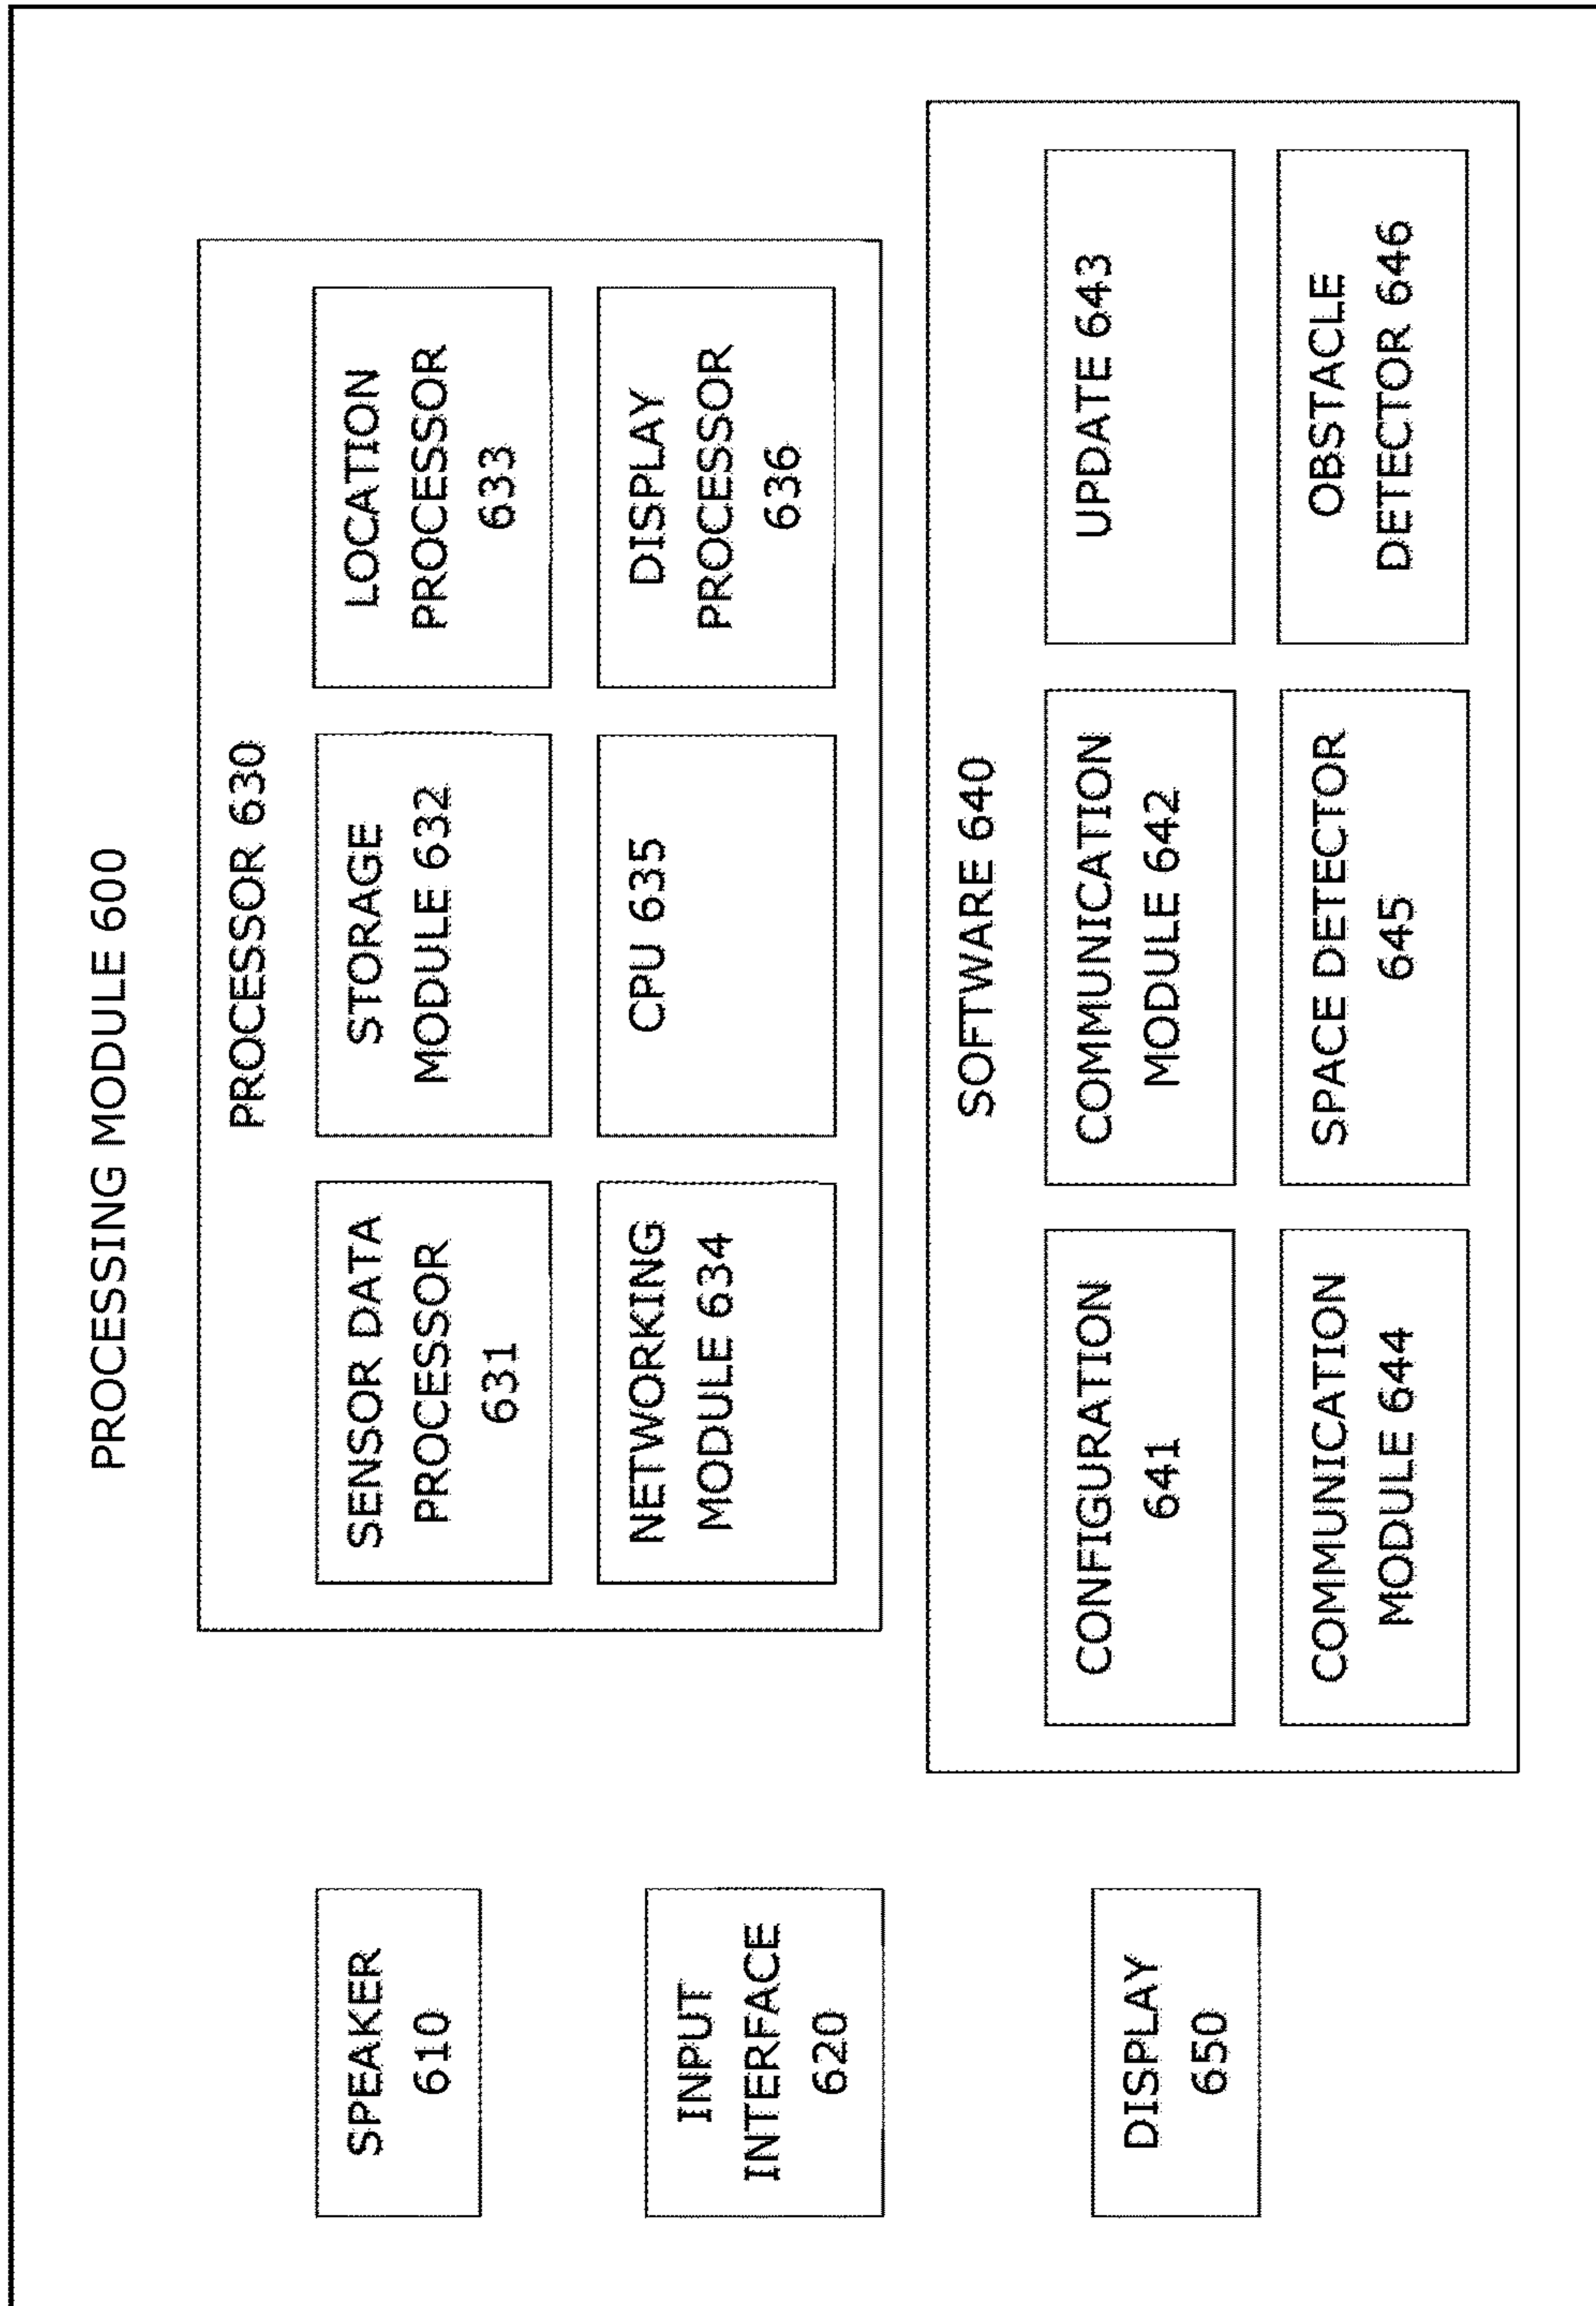 PROCESSING MODULE 600
SPEAKER
610
INPUT
INTERFACE
620
DISPLAY
650
PROCESSOR 630
SENSOR DATA
PROCESSOR
631
STORAGE
MODULE 632
LOCATION
PROCESSOR
633
NETWORKING
MODULE 634
CPU 635
DISPLAY
PROCESSOR
636
SOFTWARE 640
CONFIGURATION
641
COMMUNICATION
MODULE 642
UPDATE 643
COMMUNICATION
MODULE 644
SPACE DETECTOR
645
OBSTACLE
DETECTOR 646